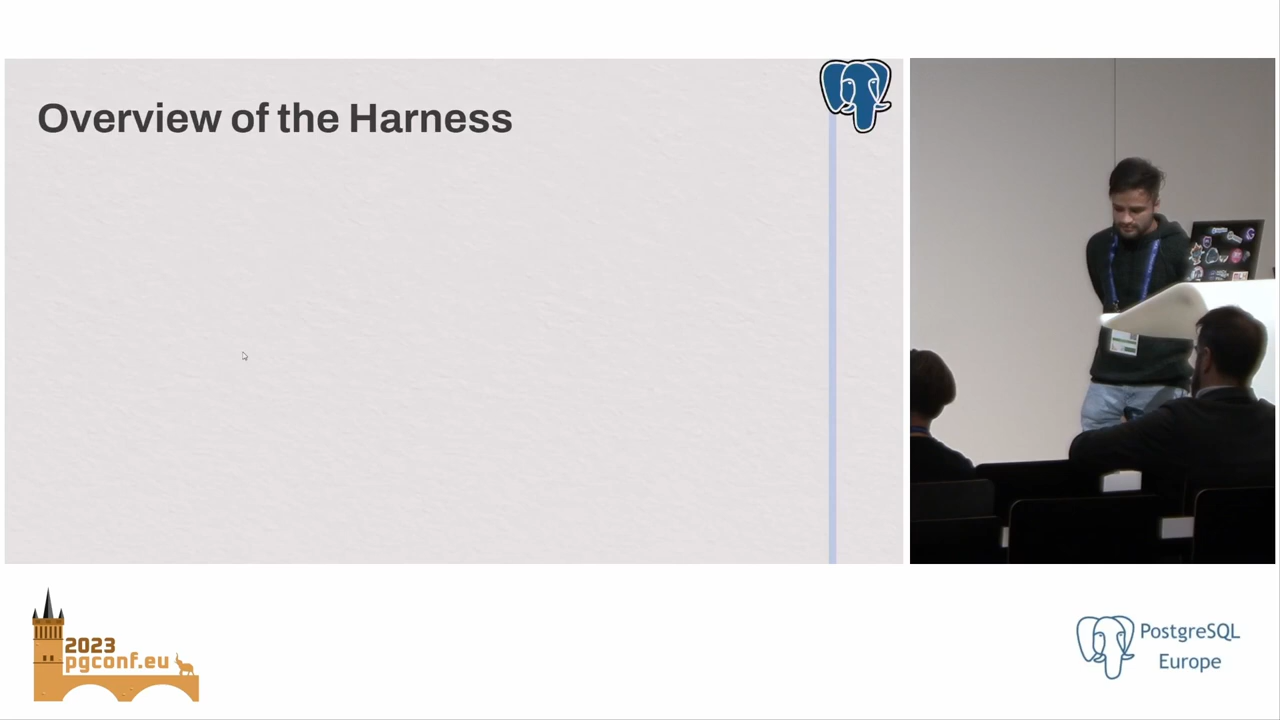 Overview of the Harness
2023
pgconf.eu
PostgreSQL
Europe